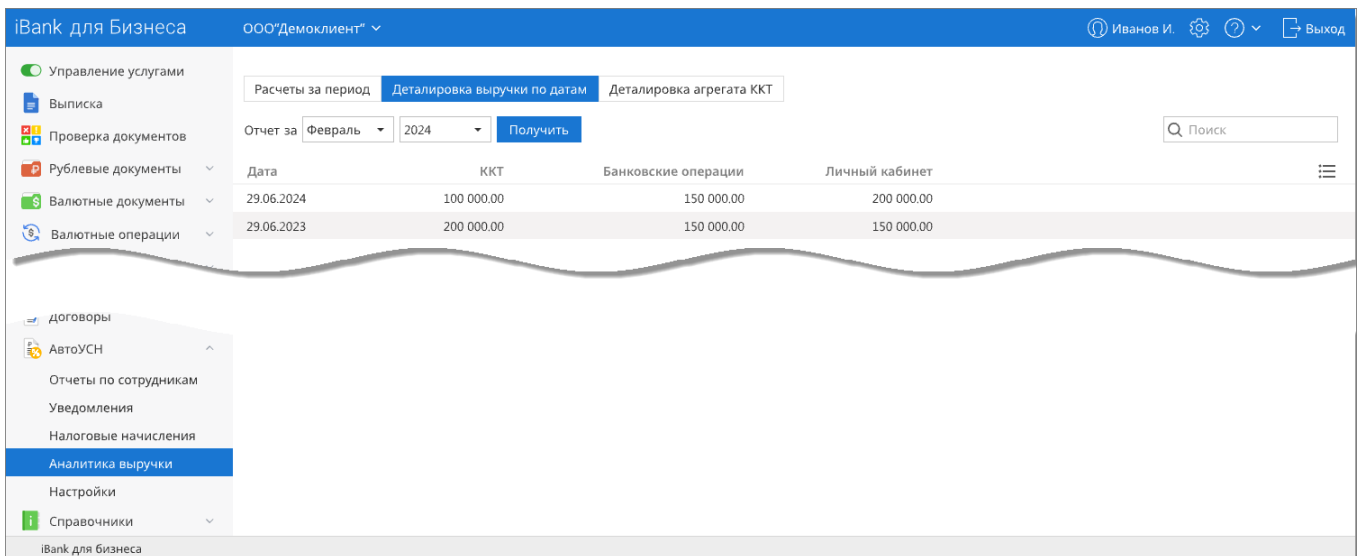 iBank для Бизнеса ООО"Демоклиент" Иванов И. Выход
Управление услугами
Выписка
Проверка документов
Рублевые документы
Валютные документы
Валютные операции
Расчеты за период Деталировка выручки по датам Деталировка агрегата ККТ
Отчет за Февраль 2024 Получить Поиск
Дата ККТ Банковские операции Личный кабинет
29.06.2024 100 000.00 150 000.00 200 000.00
29.06.2023 200 000.00 150 000.00 150 000.00
Договоры
АвтоУСН
Отчеты по сотрудникам
Уведомления
Налоговые начисления
Аналитика выручки
Настройки
Справочники
iBank для бизнеса